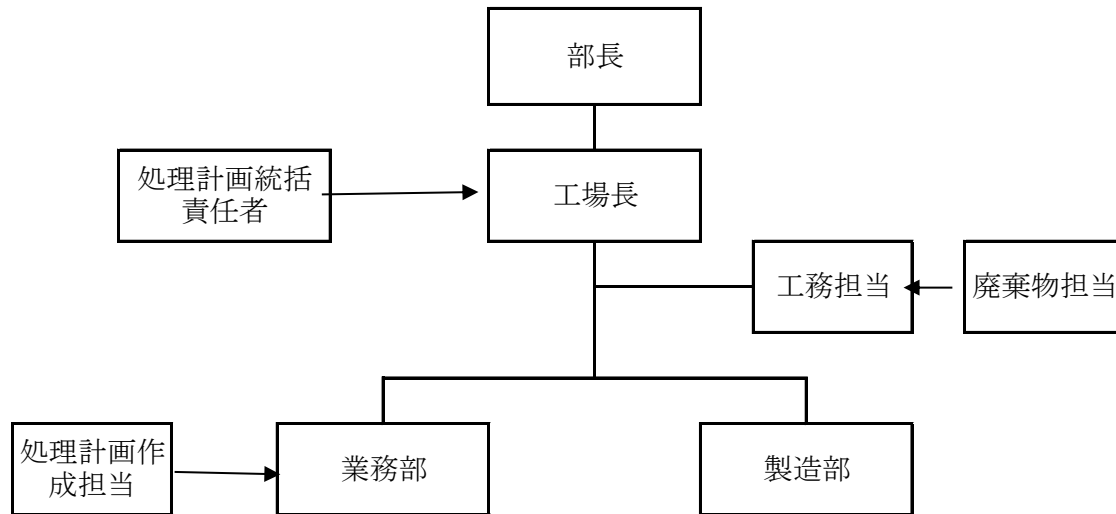 部長
処理計画統括
責任者
工場長
工務担当
廃棄物担当
処理計画作
成担当
業務部
製造部